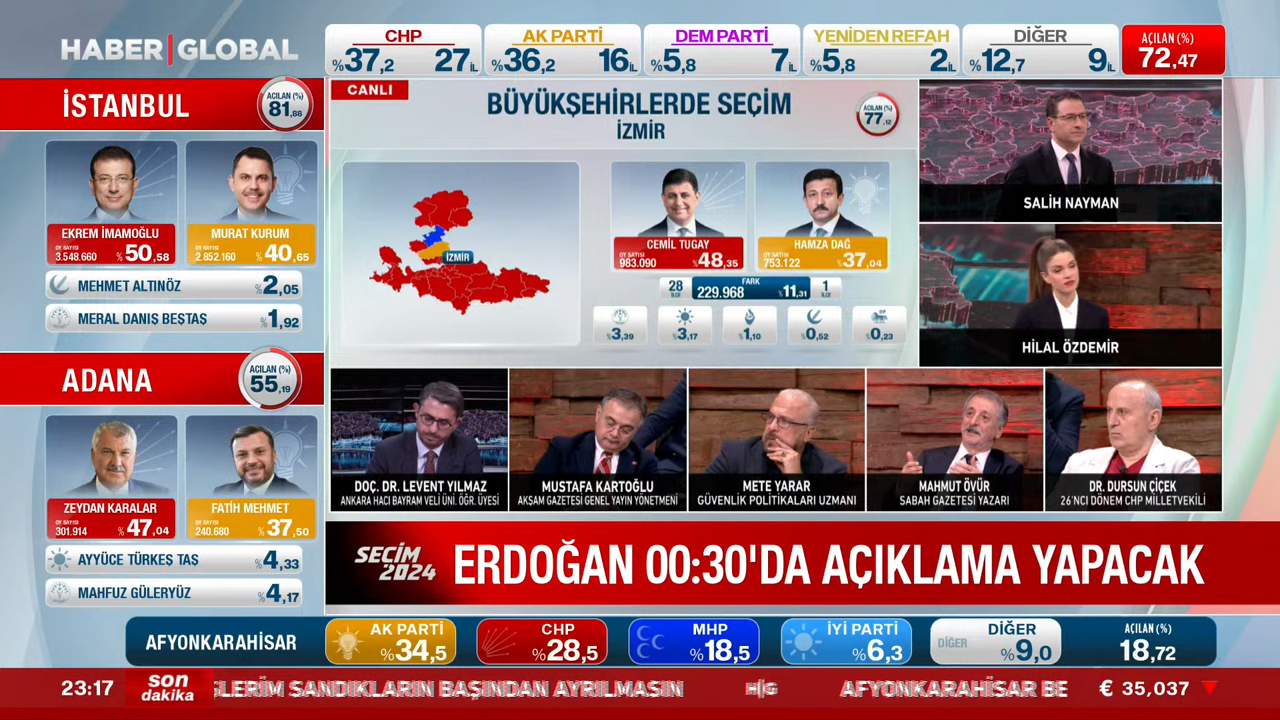 HABER GLOBAL
CHP
%37,2 27İL
AK PARTİ
%36,2 16İL
DEM PARTİ
%5,8 7İL
YENİDEN REFAH
%5,8 2İL
DİĞER
%12,7 9İL
AÇILAN (%)
72,47
İSTANBUL
AÇILAN (%)
81,88
EKREM İMAMOĞLU
OY SAYISI
3.548.660 %50,58
MURAT KURUM
OY SAYISI
2.852.160 %40,65
MEHMET ALTINÖZ %2,05
MERAL DANIŞ BEŞTAŞ %1,92
ADANA
AÇILAN (%)
55,19
ZEYDAN KARALAR
OY SAYISI
301.914 %47,04
FATİH MEHMET
OY SAYISI
240.680 %37,50
AYYÜCE TÜRKEŞ TAŞ %4,33
MAHFUZ GÜLERYÜZ %4,17
CANLI
BÜYÜKŞEHİRLERDE SEÇİM
İZMİR
AÇILAN (%)
77,12
İZMİR
CEMİL TUGAY
OY SAYISI
983.090 %48,35
HAMZA DAĞ
OY SAYISI
753.122 %37,04
28 İLÇE
FARK
229.968 %11,31
1 İLÇE
%3,39
%3,17
%1,10
%0,52
%0,23
SALİH NAYMAN
HİLAL ÖZDEMİR
DOÇ. DR. LEVENT YILMAZ
ANKARA HACI BAYRAM VELİ ÜNİ. ÖĞR. ÜYESİ
MUSTAFA KARTOĞLU
AKŞAM GAZETESİ GENEL YAYIN YÖNETMENİ
METE YARAR
GÜVENLİK POLİTİKALARI UZMANI
MAHMUT ÖVÜR
SABAH GAZETESİ YAZARI
DR. DURSUN ÇİÇEK
26'NCI DÖNEM CHP MİLLETVEKİLİ
SEÇİM
2024
ERDOĞAN 00:30'DA AÇIKLAMA YAPACAK
AFYONKARAHİSAR
AK PARTİ
%34,5
CHP
%28,5
MHP
%18,5
İYİ PARTİ
%6,3
DİĞER
DİĞER
%9,0
AÇILAN (%)
18,72
23:17
son
dakika
ŞLERİM SANDIKLARIN BAŞINDAN AYRILMASIN H|G AFYONKARAHİSAR BE
€ 35,037